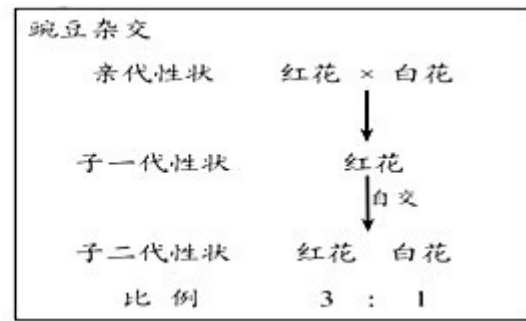 豌豆杂交
亲代性状 红花 × 白花
子一代性状 红花
自交
子二代性状 红花 白花
比例 3 : 1